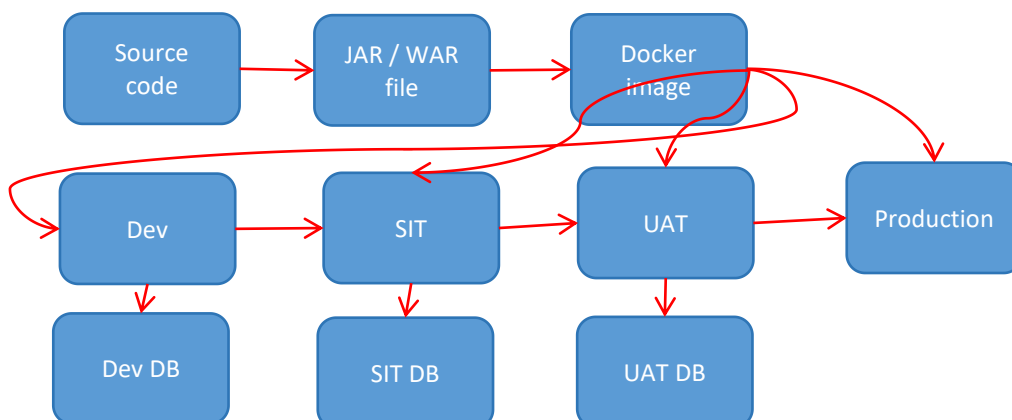 Source
code
JAR / WAR
file
Docker
image
Dev
SIT
UAT
Production
Dev DB
SIT DB
UAT DB